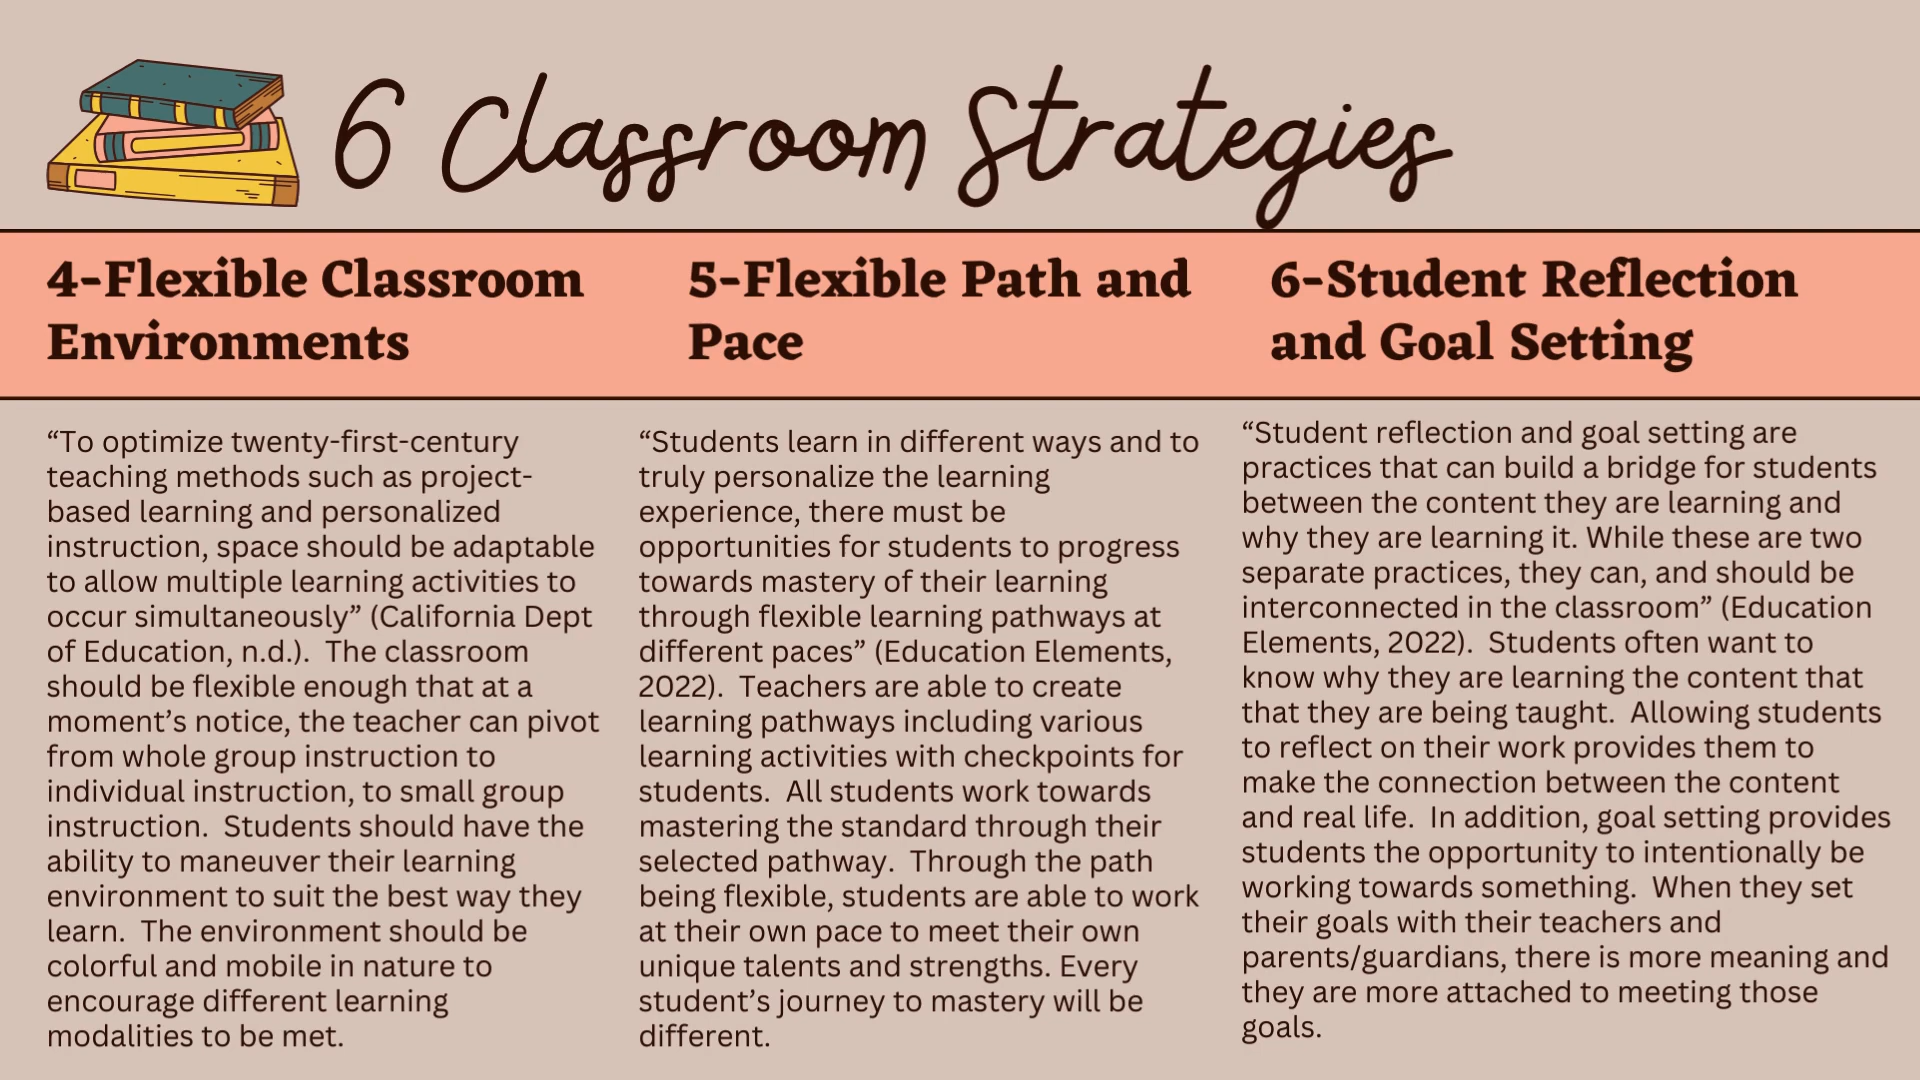 6 Classroom Strategies
4-Flexible Classroom
Environments
5-Flexible Path and
Pace
6-Student Reflection
and Goal Setting
“To optimize twenty-first-century
teaching methods such as project-
based learning and personalized
instruction, space should be adaptable
to allow multiple learning activities to
occur simultaneously” (California Dept
of Education, n.d.).  The classroom
should be flexible enough that at a
moment’s notice, the teacher can pivot
from whole group instruction to
individual instruction, to small group
instruction.  Students should have the
ability to maneuver their learning
environment to suit the best way they
learn.  The environment should be
colorful and mobile in nature to
encourage different learning
modalities to be met.
“Students learn in different ways and to
truly personalize the learning
experience, there must be
opportunities for students to progress
towards mastery of their learning
through flexible learning pathways at
different paces” (Education Elements,
2022).  Teachers are able to create
learning pathways including various
learning activities with checkpoints for
students.  All students work towards
mastering the standard through their
selected pathway.  Through the path
being flexible, students are able to work
at their own pace to meet their own
unique talents and strengths. Every
student’s journey to mastery will be
different.
“Student reflection and goal setting are
practices that can build a bridge for students
between the content they are learning and
why they are learning it. While these are two
separate practices, they can, and should be
interconnected in the classroom” (Education
Elements, 2022).  Students often want to
know why they are learning the content that
that they are being taught.  Allowing students
to reflect on their work provides them to
make the connection between the content
and real life.  In addition, goal setting provides
students the opportunity to intentionally be
working towards something.  When they set
their goals with their teachers and
parents/guardians, there is more meaning and
they are more attached to meeting those
goals.